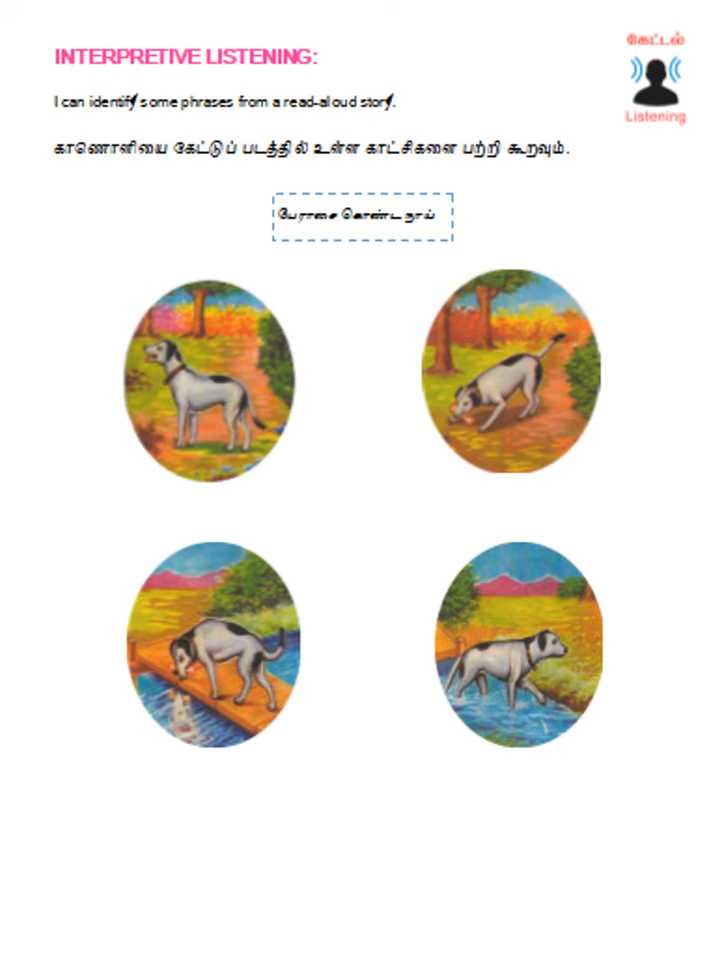 கேட்டல்
INTERPRETIVE LISTENING:
I can identify some phrases from a read-aloud story.
Listening
காணொளியை கேட்டுப் படத்தில் உள்ள காட்சிகளை பற்றி கூறவும்.
பேராசை கொண்ட நாய்